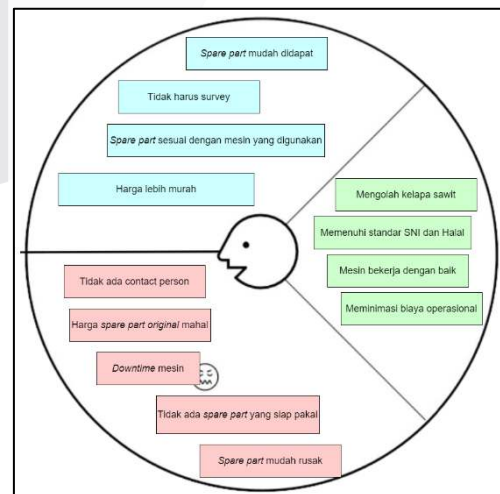 Spare part mudah didapat
Tidak harus survey
Spare part sesuai dengan mesin yang digunakan
Harga lebih murah
Mengolah kelapa sawit
Memenuhi standar SNI dan Halal
Mesin bekerja dengan baik
Meminimasi biaya operasional
Tidak ada contact person
Harga spare part original mahal
Downtime mesin
Tidak ada spare part yang siap pakai
Spare part mudah rusak